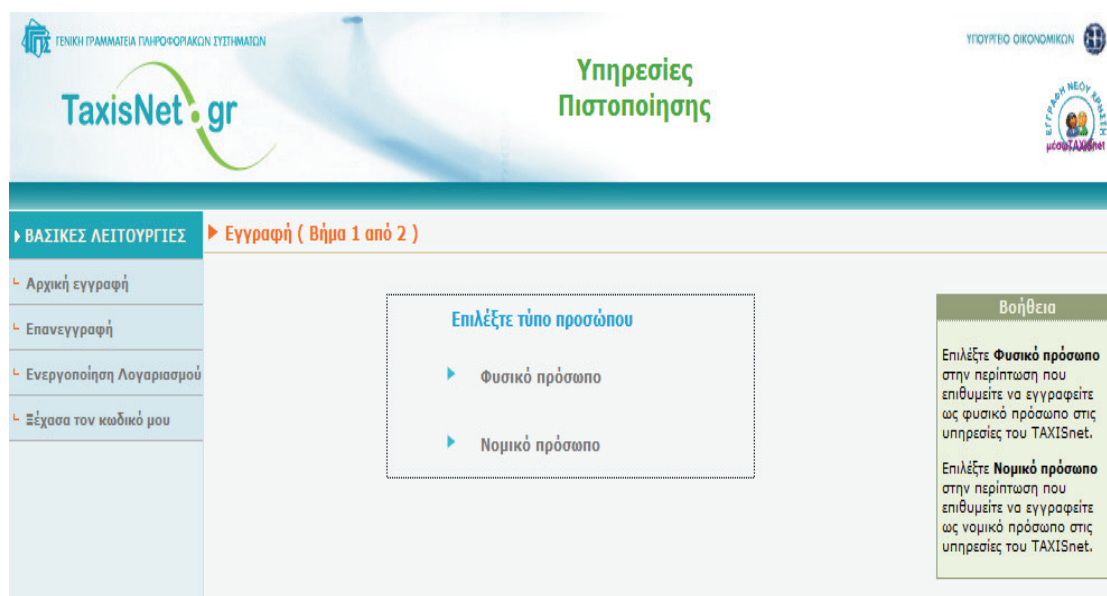 ΓΕΝΙΚΗ ΓΡΑΜΜΑΤΕΙΑ ΠΛΗΡΟΦΟΡΙΑΚΩΝ ΣΥΣΤΗΜΑΤΩΝ
ΥΠΟΥΡΓΕΙΟ ΟΙΚΟΝΟΜΙΚΩΝ
TaxisNet.gr
Υπηρεσίες
Πιστοποίησης
ΕΓΓΡΑΦΗ ΝΕΟΥ ΧΡΗΣΤΗ
μέσω TAXISnet
ΒΑΣΙΚΕΣ ΛΕΙΤΟΥΡΓΙΕΣ
Αρχική εγγραφή
Επανεγγραφή
Ενεργοποίηση Λογαριασμού
Ξέχασα τον κωδικό μου
Εγγραφή ( Βήμα 1 από 2 )
Επιλέξτε τύπο προσώπου
Φυσικό πρόσωπο
Νομικό πρόσωπο
Βοήθεια
Επιλέξτε Φυσικό πρόσωπο
στην περίπτωση που
επιθυμείτε να εγγραφείτε
ως φυσικό πρόσωπο στις
υπηρεσίες του TAXISnet.
Επιλέξτε Νομικό πρόσωπο
στην περίπτωση που
επιθυμείτε να εγγραφείτε
ως νομικό πρόσωπο στις
υπηρεσίες του TAXISnet.